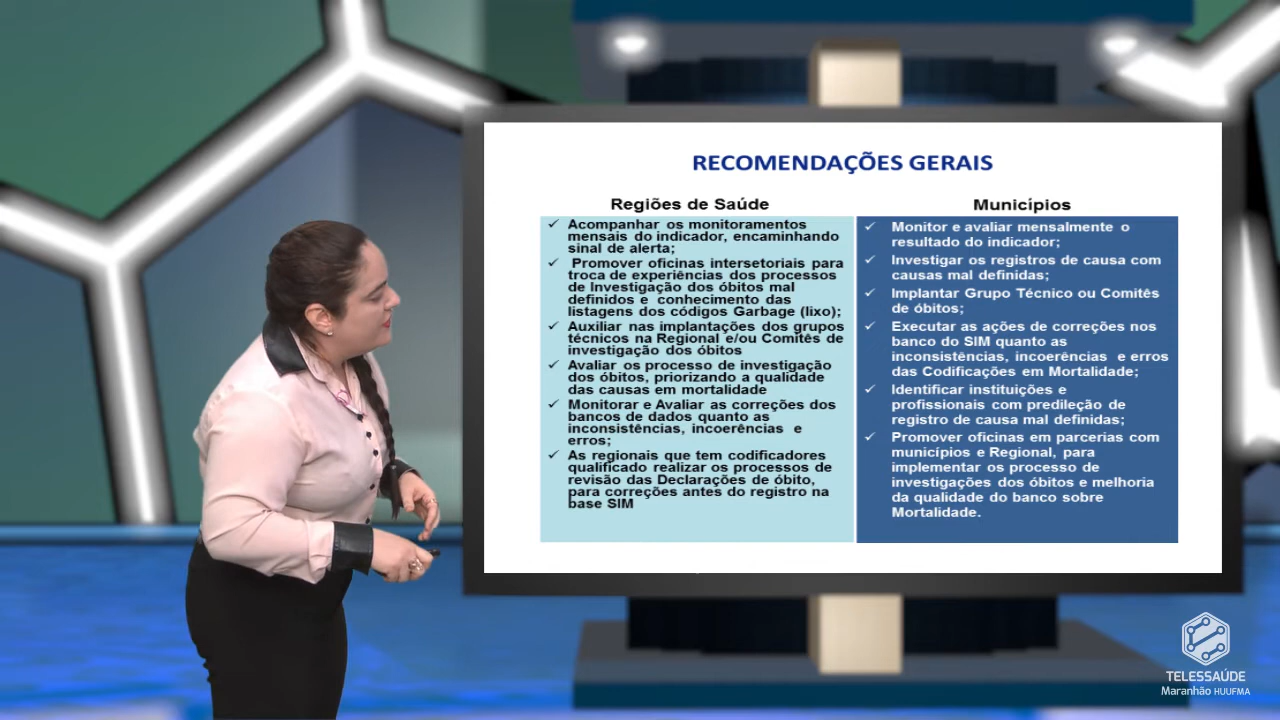 RECOMENDAÇÕES GERAIS
Regiões de Saúde
✓ Acompanhar os monitoramentos
mensais do indicador, encaminhando
sinal de alerta;
✓ Promover oficinas intersetoriais para
troca de experiências dos processos
de Investigação dos óbitos mal
definidos e conhecimento das
listagens dos códigos Garbage (lixo);
✓ Auxiliar nas implantações dos grupos
técnicos na Regional e/ou Comitês de
investigação dos óbitos
✓ Avaliar os processo de investigação
dos óbitos, priorizando a qualidade
das causas em mortalidade
✓ Monitorar e Avaliar as correções dos
bancos de dados quanto as
inconsistências, incoerências e
erros;
✓ As regionais que tem codificadores
qualificado realizar os processos de
revisão das Declarações de óbito,
para correções antes do registro na
base SIM
Municípios
✓ Monitor e avaliar mensalmente o
resultado do indicador;
✓ Investigar os registros de causa com
causas mal definidas;
✓ Implantar Grupo Técnico ou Comitês
de óbitos;
✓ Executar as ações de correções nos
banco do SIM quanto as
inconsistências, incoerências e erros
das Codificações em Mortalidade;
✓ Identificar instituições e
profissionais com predileção de
registro de causa mal definidas;
✓ Promover oficinas em parcerias com
municípios e Regional, para
implementar os processo de
investigações dos óbitos e melhoria
da qualidade do banco sobre
Mortalidade.
TELESSAÚDE
Maranhão HUUFMA